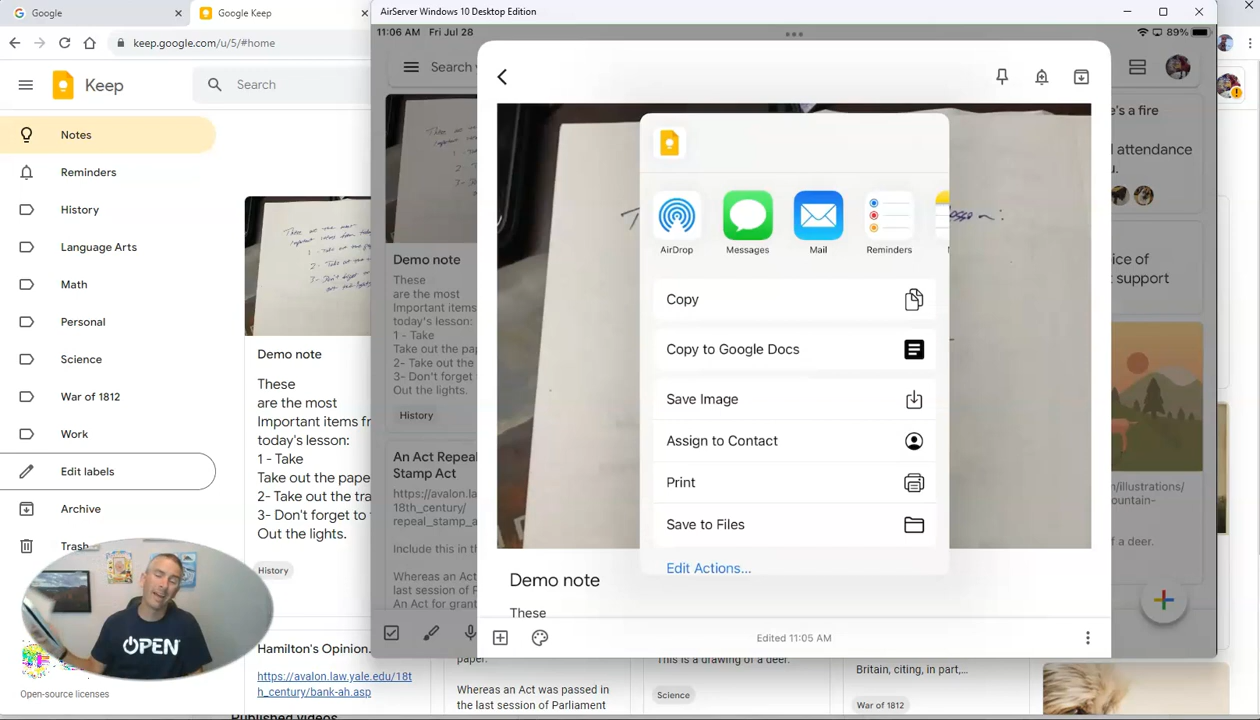 Google
Google Keep
AirServer Windows 10 Desktop Edition
keep.google.com/u/5/#home
11:06 AM Fri Jul 28
89%
Keep
Search
Search
Notes
Reminders
History
Language Arts
Math
Personal
Science
War of 1812
Work
Edit labels
Archive
Trash
Open-source licenses
OPEN
These are the most
Demo note
These
are the most
Important items fr
today's lesson:
1 - Take
Take out the pape
2- Take out the tra
3- Don't forget to
Out the lights.
History
Hamilton's Opinion.
https://avalon.law.yale.edu/18t
h_century/bank-ah.asp
Published videos
Demo note
These
are the most
Important items
today's lesson:
1 - Take
Take out the pap
2- Take out the
3- Don't forget
Out the lights.
History
An Act Repeal
Stamp Act
https://avalon.
18th_century/
repeal_stamp_a
include this in t
Whereas an Act
last session of P
An Act for grant
paper.
Whereas an Act was passed in
the last session of Parliament
AirDrop
Messages
Mail
Reminders
Copy
Copy to Google Docs
Save Image
Assign to Contact
Print
Save to Files
Edit Actions...
Demo note
These
Edited 11:05 AM
This is a drawing of a deer.
Science
Britain, citing, in part,...
War of 1812
's a fire
attendance
oice of
support
m/illustrations/
ountain-
of a deer.